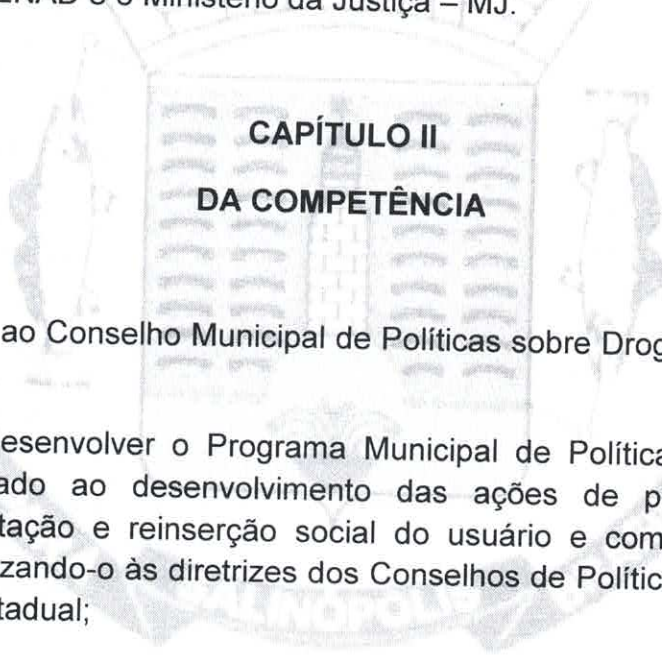 ENAD e o Ministério da Justiça – MJ.
CAPÍTULO II
DA COMPETÊNCIA
ao Conselho Municipal de Políticas sobre Drog
esenvolver o Programa Municipal de Política
ado ao desenvolvimento das ações de p
tação e reinserção social do usuário e com
zando-o às diretrizes dos Conselhos de Polític
tadual;
SALINÓPOLIS